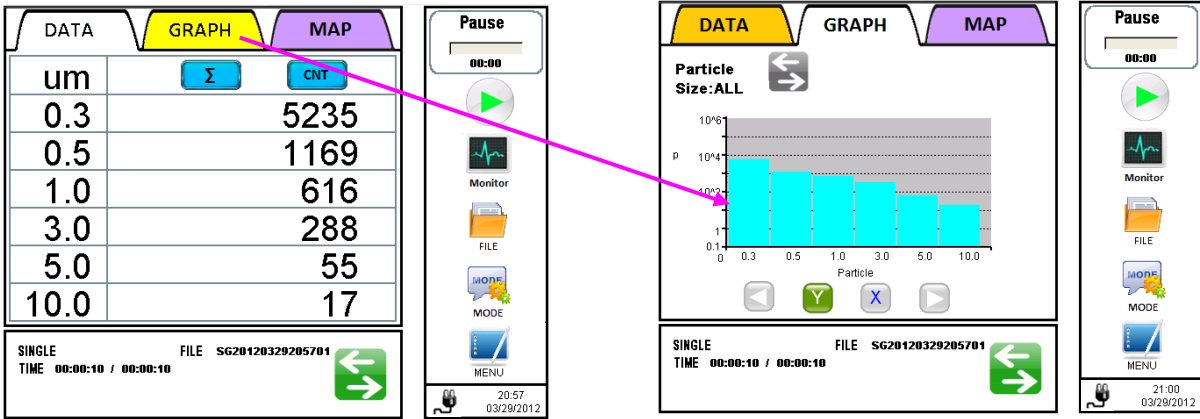 DATA GRAPH MAP
um Σ CNT
0.3 5235
0.5 1169
1.0 616
3.0 288
5.0 55
10.0 17
SINGLE FILE SG20120329205701
TIME 00:00:10 / 00:00:10
Pause
00:00
Monitor
FILE
MODE
MODE
MENU
20:57
03/29/2012
DATA GRAPH MAP
Particle
Size:ALL
10^6
p 10^4
10^2
1
0.1
0 0.3 0.5 1.0 3.0 5.0 10.0
Particle
Y X
SINGLE FILE SG20120329205701
TIME 00:00:10 / 00:00:10
Pause
00:00
Monitor
FILE
MODE
MODE
MENU
21:00
03/29/2012